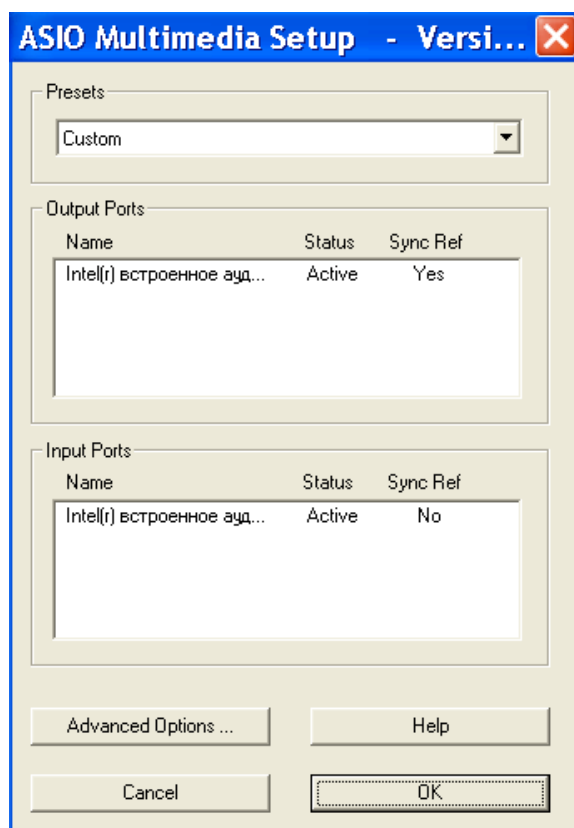 ASIO Multimedia Setup - Versi...
Presets
Custom
Output Ports
Name Status Sync Ref
Intel(r) встроенное ауд... Active Yes
Input Ports
Name Status Sync Ref
Intel(r) встроенное ауд... Active No
Advanced Options ... Help
Cancel OK